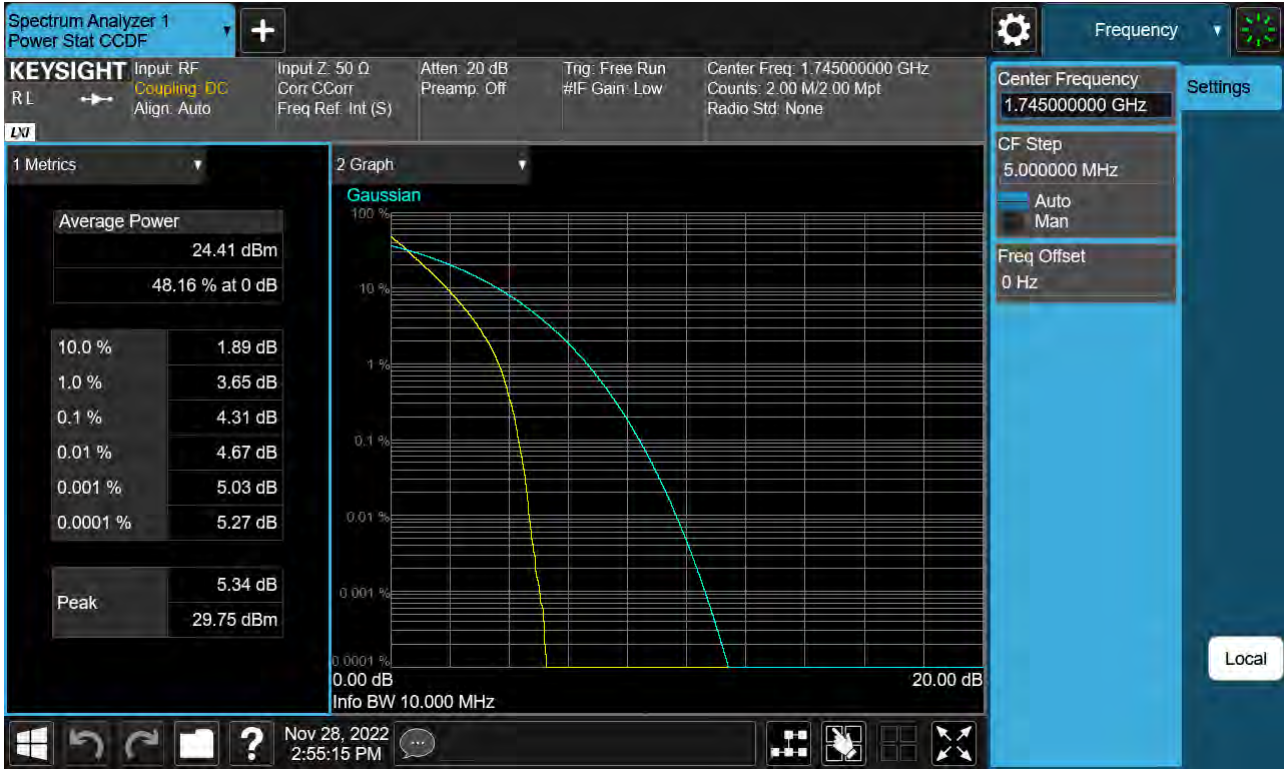 Spectrum Analyzer 1
Power Stat CCDF
Frequency
KEYSIGHT
RL
LXI
Input: RF
Coupling: DC
Align: Auto
Input Z: 50 Ω
Corr CCorr
Freq Ref: Int (S)
Atten: 20 dB
Preamp: Off
Trig: Free Run
#IF Gain: Low
Center Freq: 1.745000000 GHz
Counts: 2.00 M/2.00 Mpt
Radio Std: None
Center Frequency
1.745000000 GHz
Settings
CF Step
5.000000 MHz
Auto
Man
Freq Offset
0 Hz
Local
1 Metrics
Average Power
24.41 dBm
48.16 % at 0 dB
10.0 % 1.89 dB
1.0 % 3.65 dB
0.1 % 4.31 dB
0.01 % 4.67 dB
0.001 % 5.03 dB
0.0001 % 5.27 dB
Peak
5.34 dB
29.75 dBm
2 Graph
Gaussian
100 %
10 %
1 %
0.1 %
0.01 %
0.001 %
0.0001 %
0.00 dB 20.00 dB
Info BW 10.000 MHz
?
Nov 28, 2022
2:55:15 PM